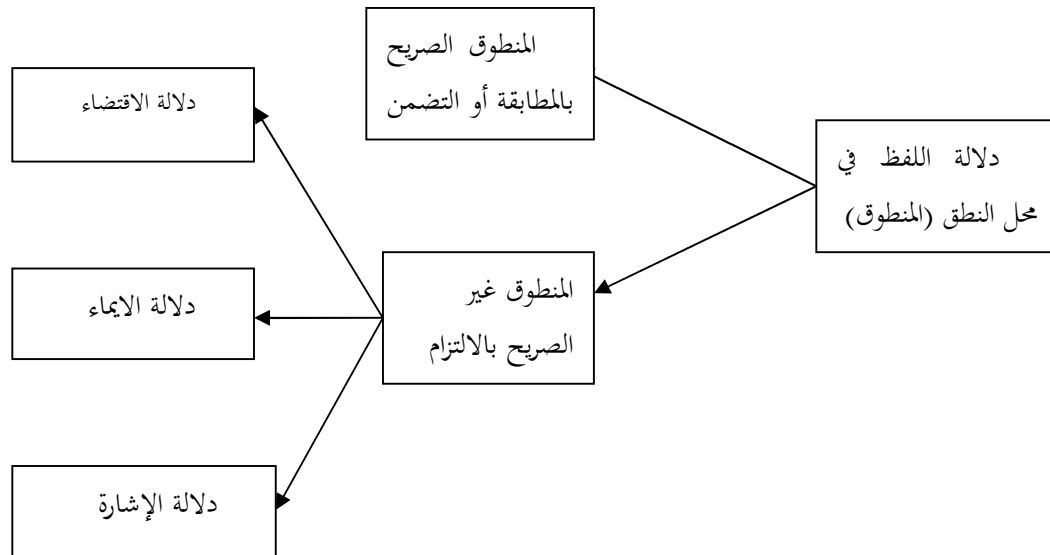 دلالة اللفظ في
محل النطق (المنطوق)
المنطوق الصريح
بالمطابقة أو التضمن
المنطوق غير
الصريح بالالتزام
دلالة الاقتضاء
دلالة الايماء
دلالة الإشارة